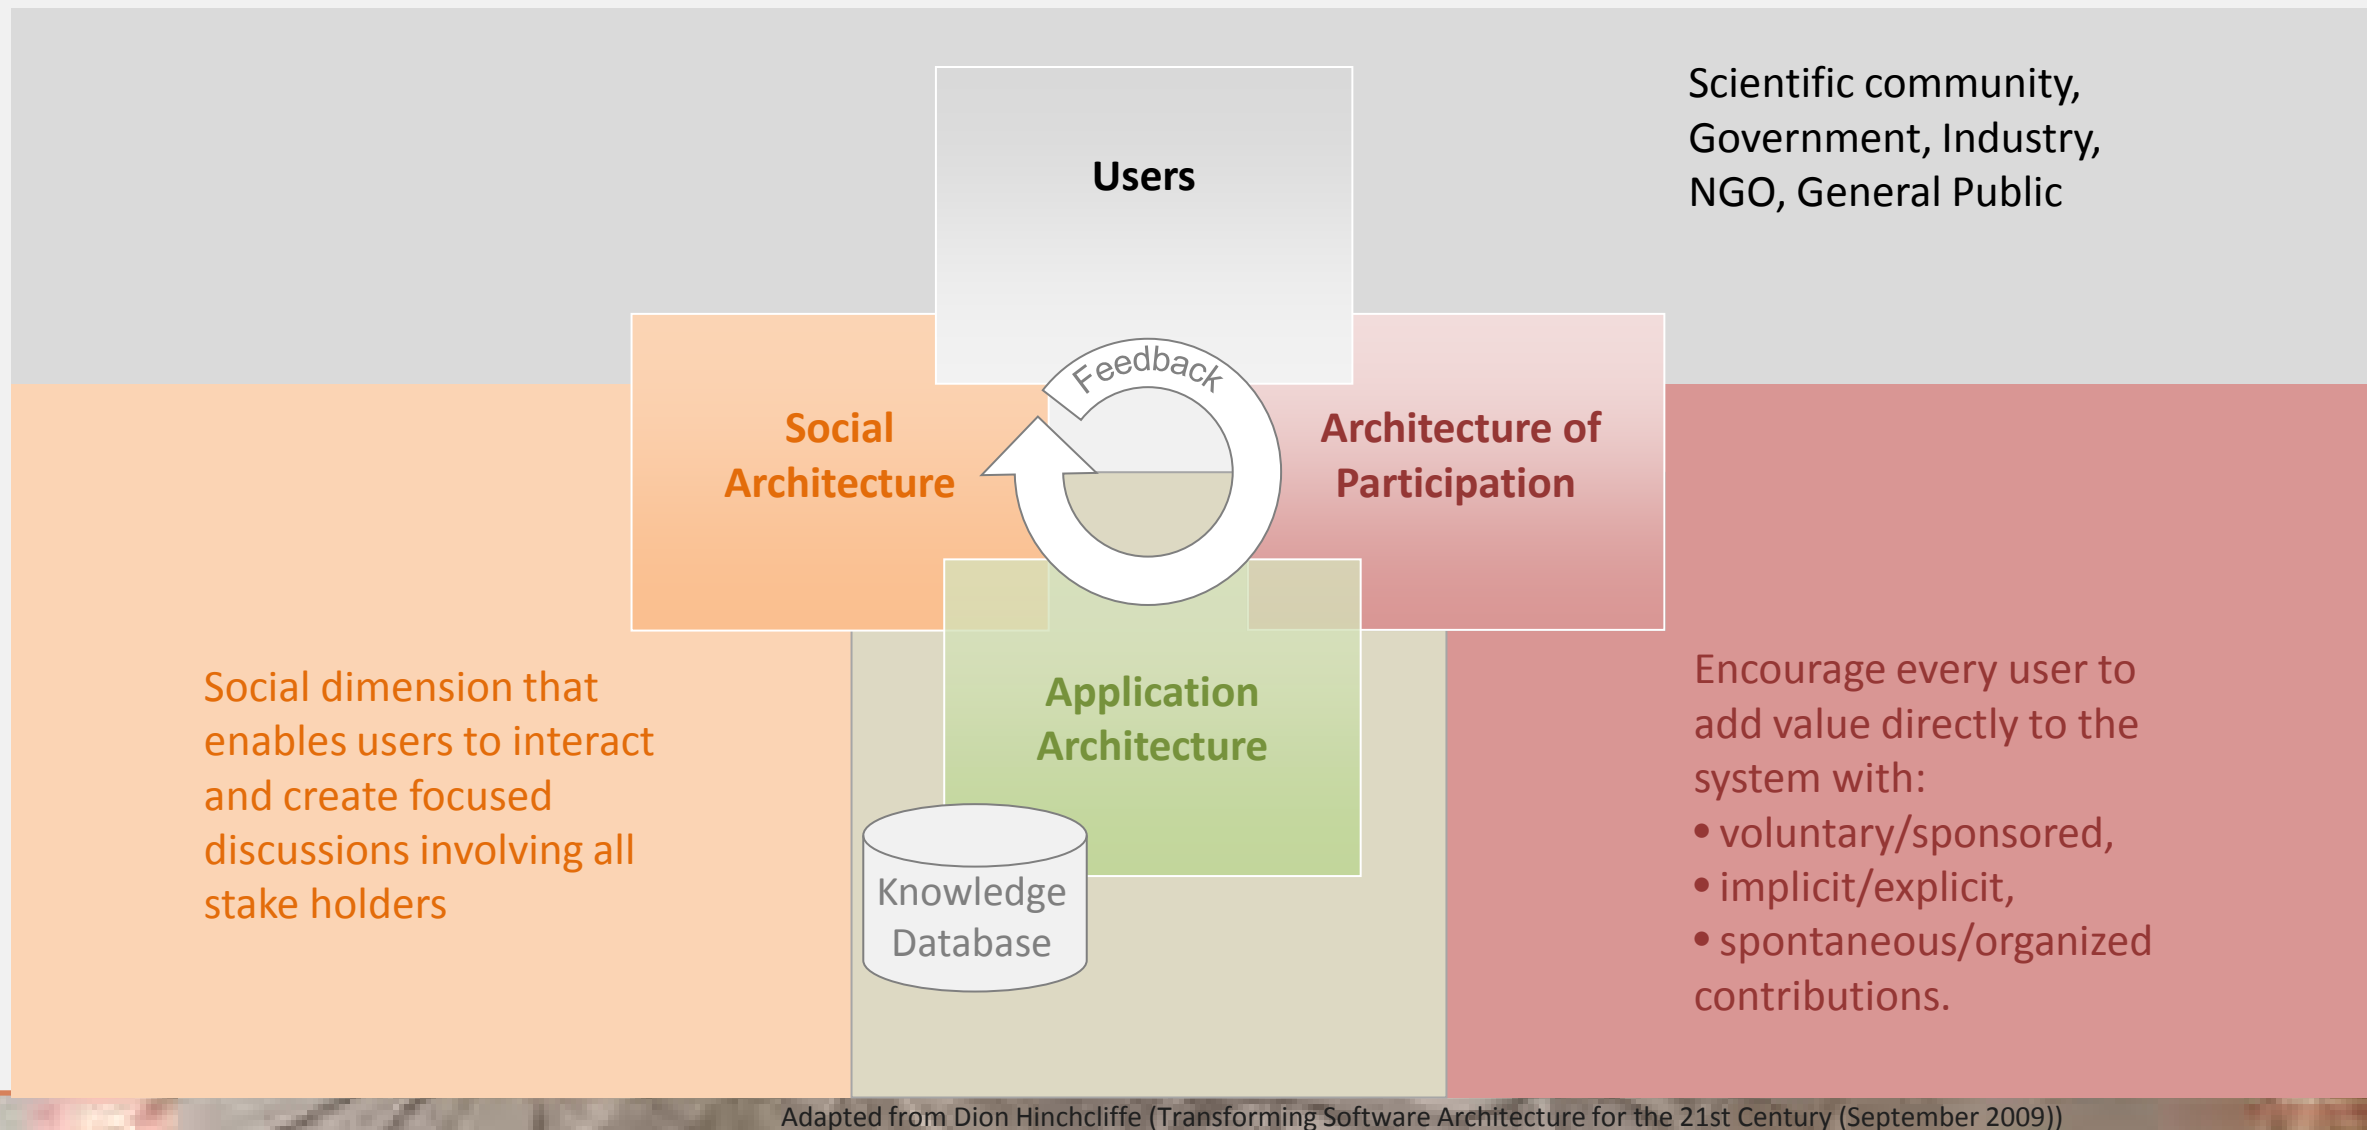 Scientific community,
Government, Industry,
NGO, General Public
Users
Feedback
Social
Architecture
Architecture of
Participation
Social dimension that
enables users to interact
and create focused
discussions involving all
stake holders
Application
Architecture
Knowledge
Database
Encourage every user to
add value directly to the
system with:
• voluntary/sponsored,
• implicit/explicit,
• spontaneous/organized
contributions.
Adapted from Dion Hinchcliffe (Transforming Software Architecture for the 21st Century (September 2009))